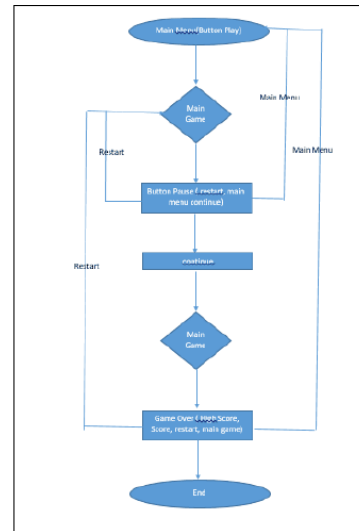 Main Menu(Button Play)
Main
Game
Main Menu
Main Menu
Restart
Button Pause ( restart, main
menu continue)
continue
Restart
Main
Game
Game Over ( High Score,
Score, restart, main game)
End